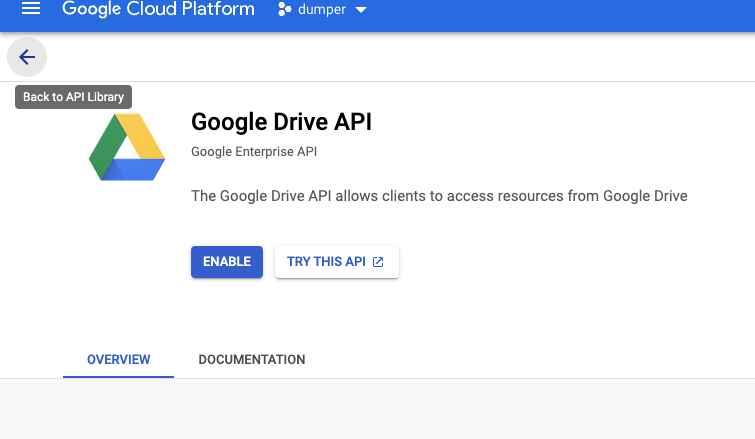 Google Cloud Platform
dumper
Back to API Library
Google Drive API
Google Enterprise API
The Google Drive API allows clients to access resources from Google Drive
ENABLE
TRY THIS API
OVERVIEW
DOCUMENTATION